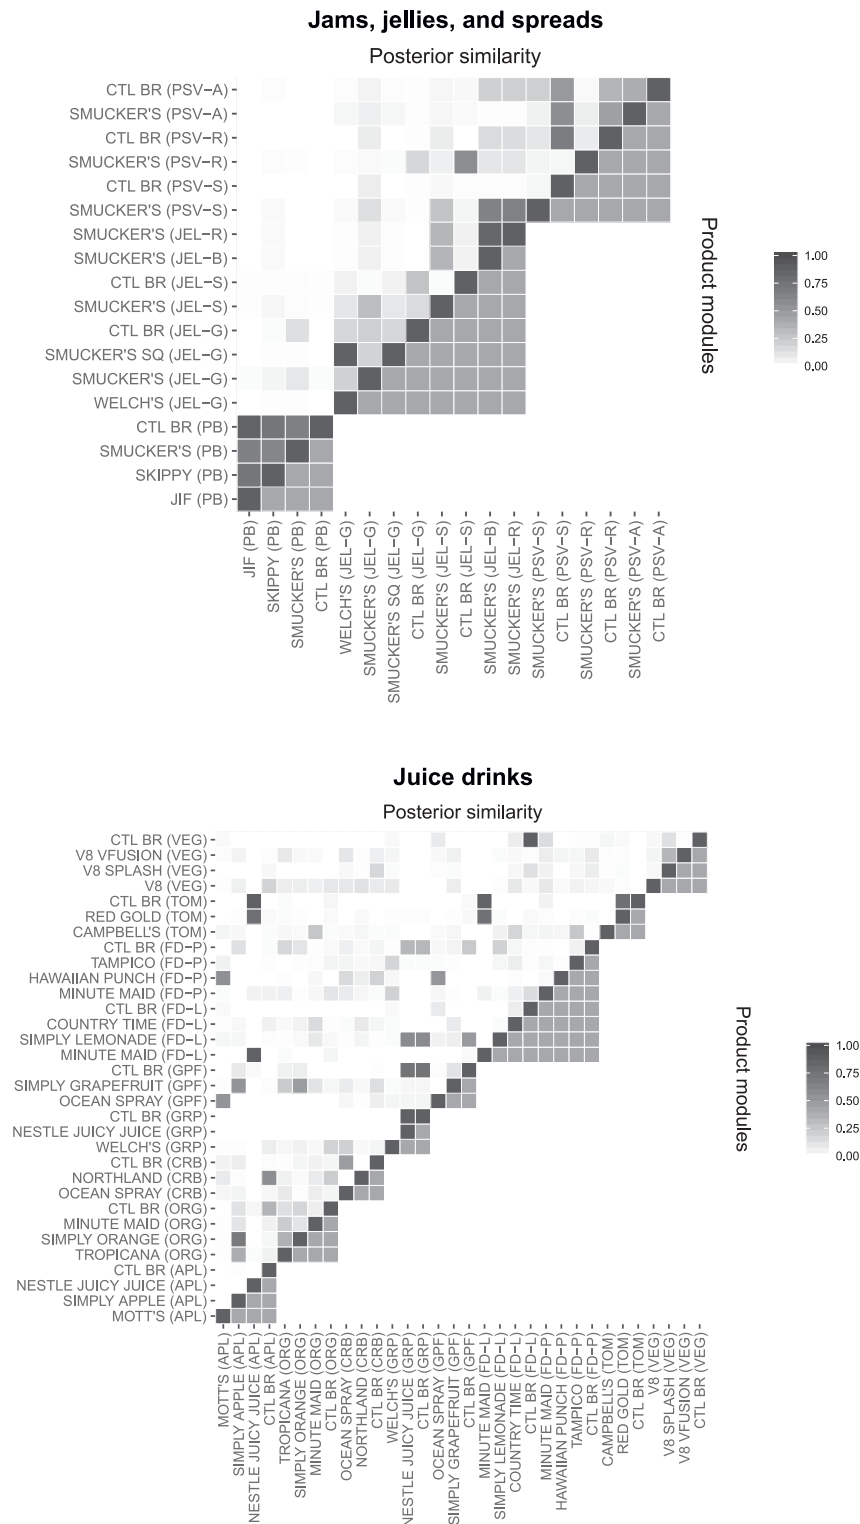 Jams, jellies, and spreads
Posterior similarity
CTL BR (PSV−A)
SMUCKER'S (PSV−A)
CTL BR (PSV−R)
SMUCKER'S (PSV−R)
CTL BR (PSV−S)
SMUCKER'S (PSV−S)
SMUCKER'S (JEL−R)
SMUCKER'S (JEL−B)
CTL BR (JEL−S)
SMUCKER'S (JEL−S)
CTL BR (JEL−G)
SMUCKER'S SQ (JEL−G)
SMUCKER'S (JEL−G)
WELCH'S (JEL−G)
CTL BR (PB)
SMUCKER'S (PB)
SKIPPY (PB)
JIF (PB)
JIF (PB)
SKIPPY (PB)
SMUCKER'S (PB)
CTL BR (PB)
WELCH'S (JEL−G)
SMUCKER'S (JEL−G)
SMUCKER'S SQ (JEL−G)
CTL BR (JEL−G)
SMUCKER'S (JEL−S)
CTL BR (JEL−S)
SMUCKER'S (JEL−B)
SMUCKER'S (JEL−R)
SMUCKER'S (PSV−S)
CTL BR (PSV−S)
SMUCKER'S (PSV−R)
CTL BR (PSV−R)
SMUCKER'S (PSV−A)
CTL BR (PSV−A)
Product modules
1.00
0.75
0.50
0.25
0.00
Juice drinks
Posterior similarity
CTL BR (VEG)
V8 VFUSION (VEG)
V8 SPLASH (VEG)
V8 (VEG)
CTL BR (TOM)
RED GOLD (TOM)
CAMPBELL'S (TOM)
CTL BR (FD−P)
TAMPICO (FD−P)
HAWAIIAN PUNCH (FD−P)
MINUTE MAID (FD−P)
CTL BR (FD−L)
COUNTRY TIME (FD−L)
SIMPLY LEMONADE (FD−L)
MINUTE MAID (FD−L)
CTL BR (GPF)
SIMPLY GRAPEFRUIT (GPF)
OCEAN SPRAY (GPF)
CTL BR (GRP)
NESTLE JUICY JUICE (GRP)
WELCH'S (GRP)
CTL BR (CRB)
NORTHLAND (CRB)
OCEAN SPRAY (CRB)
CTL BR (ORG)
MINUTE MAID (ORG)
SIMPLY ORANGE (ORG)
TROPICANA (ORG)
CTL BR (APL)
NESTLE JUICY JUICE (APL)
SIMPLY APPLE (APL)
MOTT'S (APL)
MOTT'S (APL)
SIMPLY APPLE (APL)
NESTLE JUICY JUICE (APL)
CTL BR (APL)
TROPICANA (ORG)
SIMPLY ORANGE (ORG)
MINUTE MAID (ORG)
CTL BR (ORG)
OCEAN SPRAY (CRB)
NORTHLAND (CRB)
CTL BR (CRB)
WELCH'S (GRP)
NESTLE JUICY JUICE (GRP)
CTL BR (GRP)
OCEAN SPRAY (GPF)
SIMPLY GRAPEFRUIT (GPF)
CTL BR (GPF)
MINUTE MAID (FD−L)
SIMPLY LEMONADE (FD−L)
COUNTRY TIME (FD−L)
CTL BR (FD−L)
MINUTE MAID (FD−P)
HAWAIIAN PUNCH (FD−P)
TAMPICO (FD−P)
CTL BR (FD−P)
CAMPBELL'S (TOM)
RED GOLD (TOM)
CTL BR (TOM)
V8 (VEG)
V8 SPLASH (VEG)
V8 VFUSION (VEG)
CTL BR (VEG)
Product modules
1.00
0.75
0.50
0.25
0.00